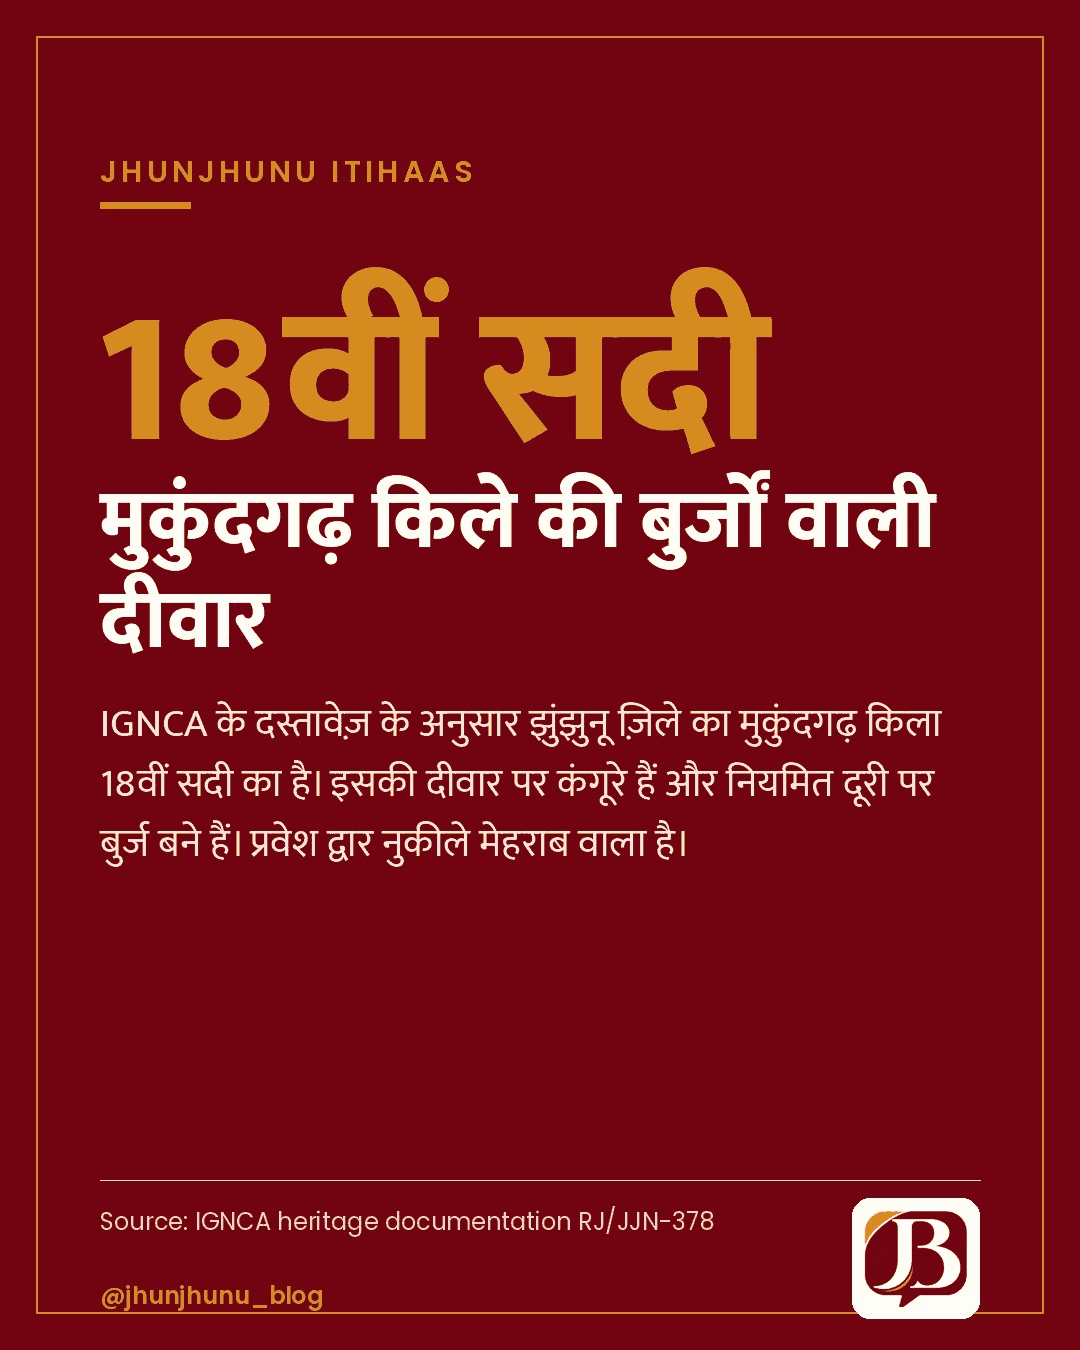 JHUNJHUNU ITIHAAS
18वीं सदी
मुकुंदगढ़ किले की बुर्जों वाली
दीवार
IGNCA के दस्तावेज़ के अनुसार झुंझुनू ज़िले का मुकुंदगढ़ किला
18वीं सदी का है। इसकी दीवार पर कंगूरे हैं और नियमित दूरी पर
बुर्ज बने हैं। प्रवेश द्वार नुकीले मेहराब वाला है।
Source: IGNCA heritage documentation RJ/JJN-378
@jhunjhunu_blog
JB